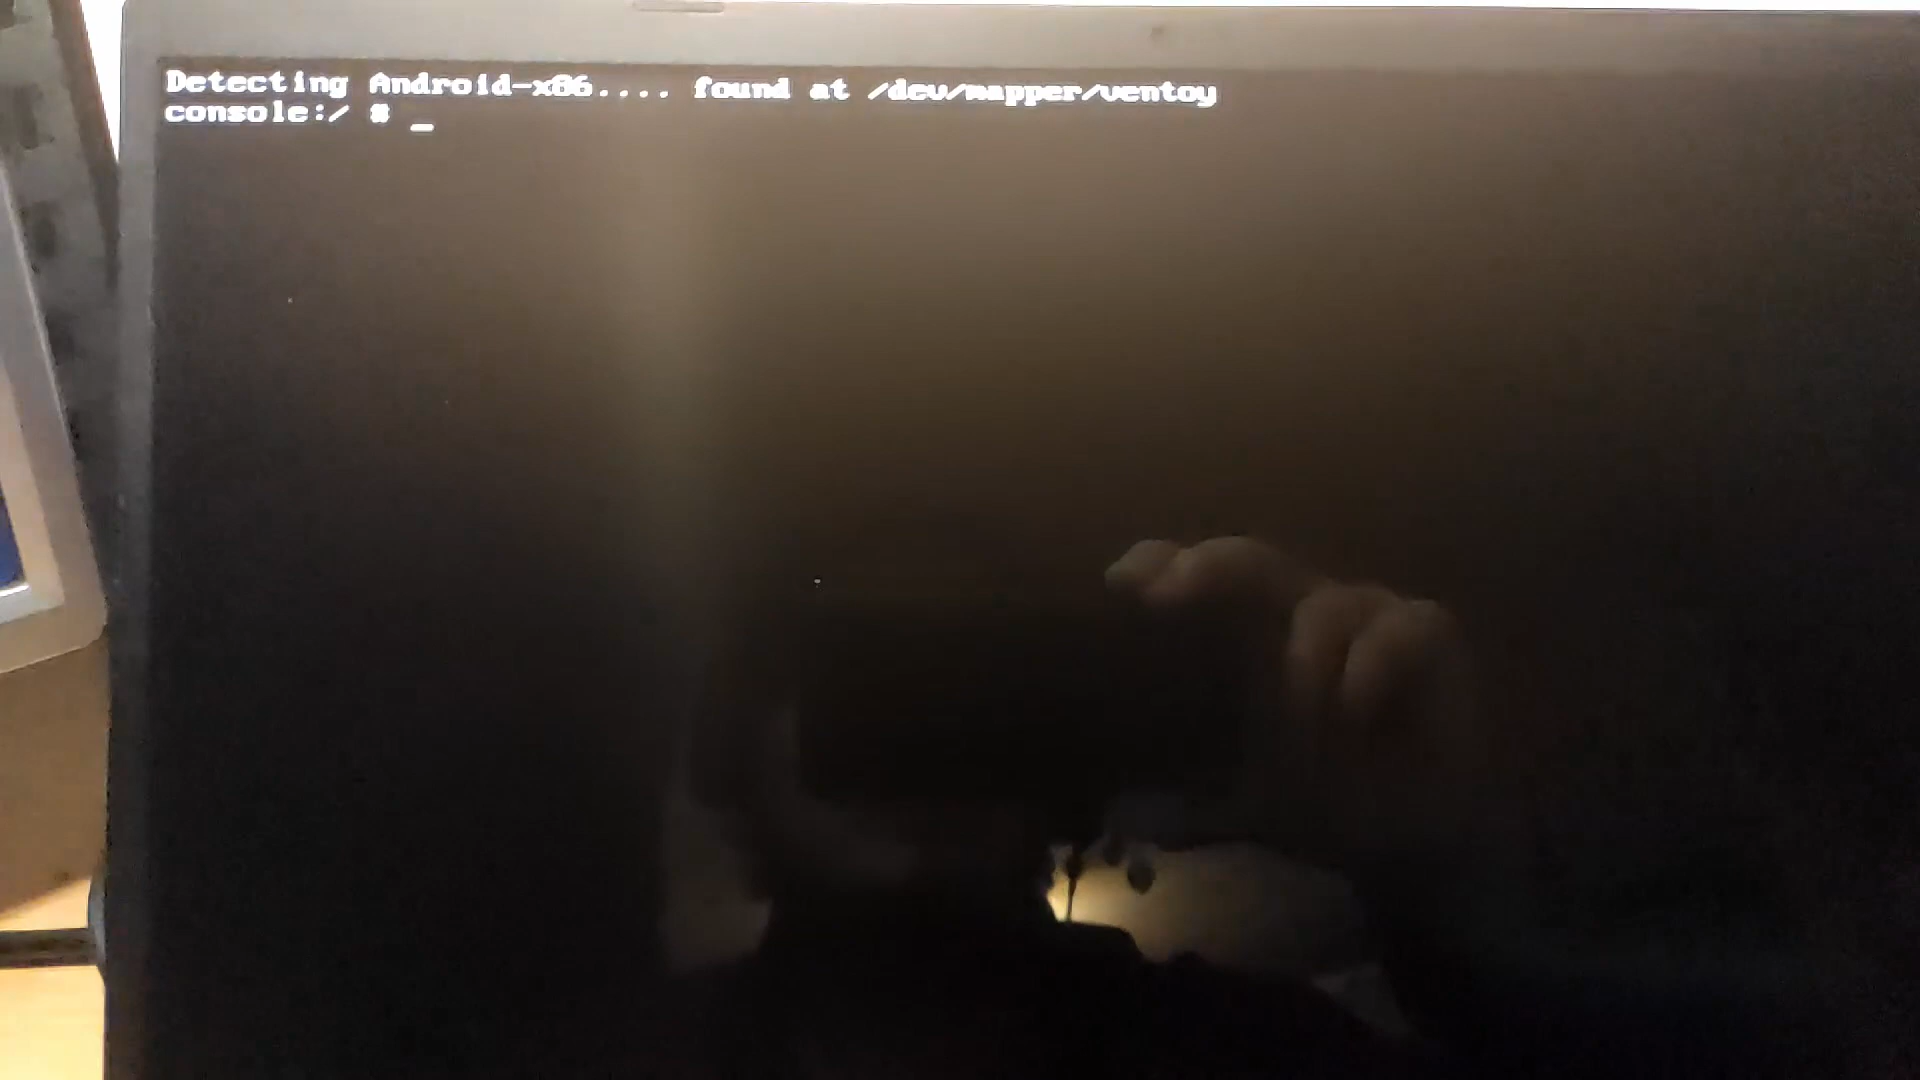 Detecting Android-x86.... found at /dev/mapper/ventoy
console:/ # _